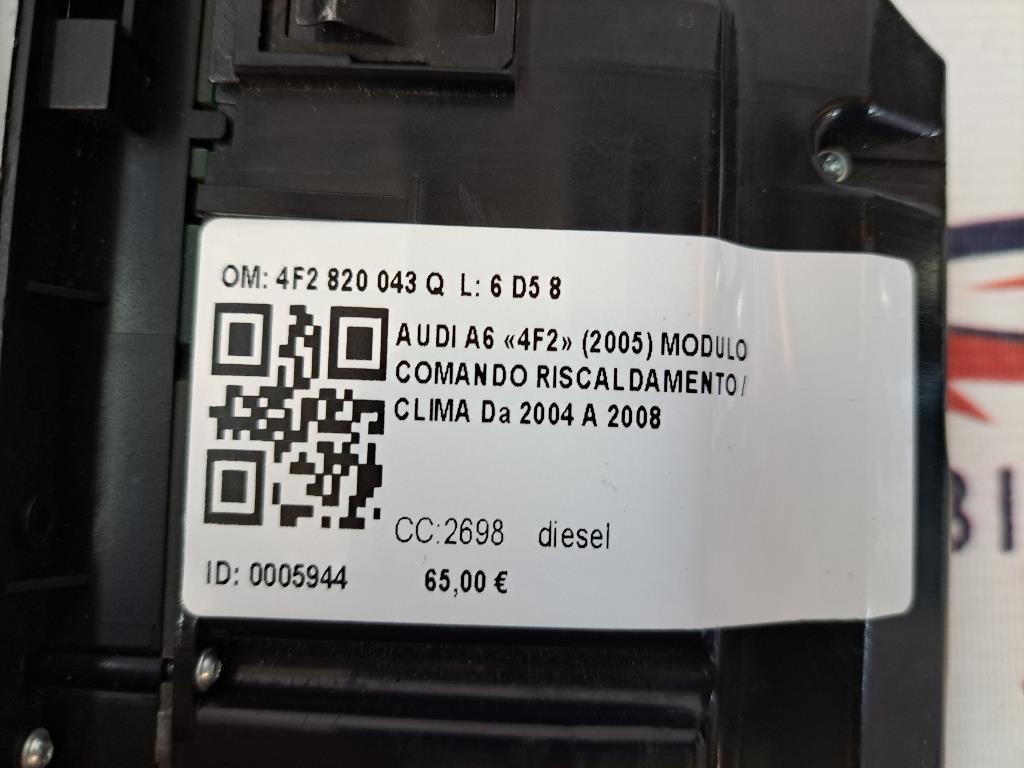 OM: 4F2 820 043 Q L: 6 D5 8
AUDI A6 «4F2» (2005) MODULO
COMANDO RISCALDAMENTO/
CLIMA Da 2004 A 2008
CC:2698 diesel
ID: 0005944 65,00 €